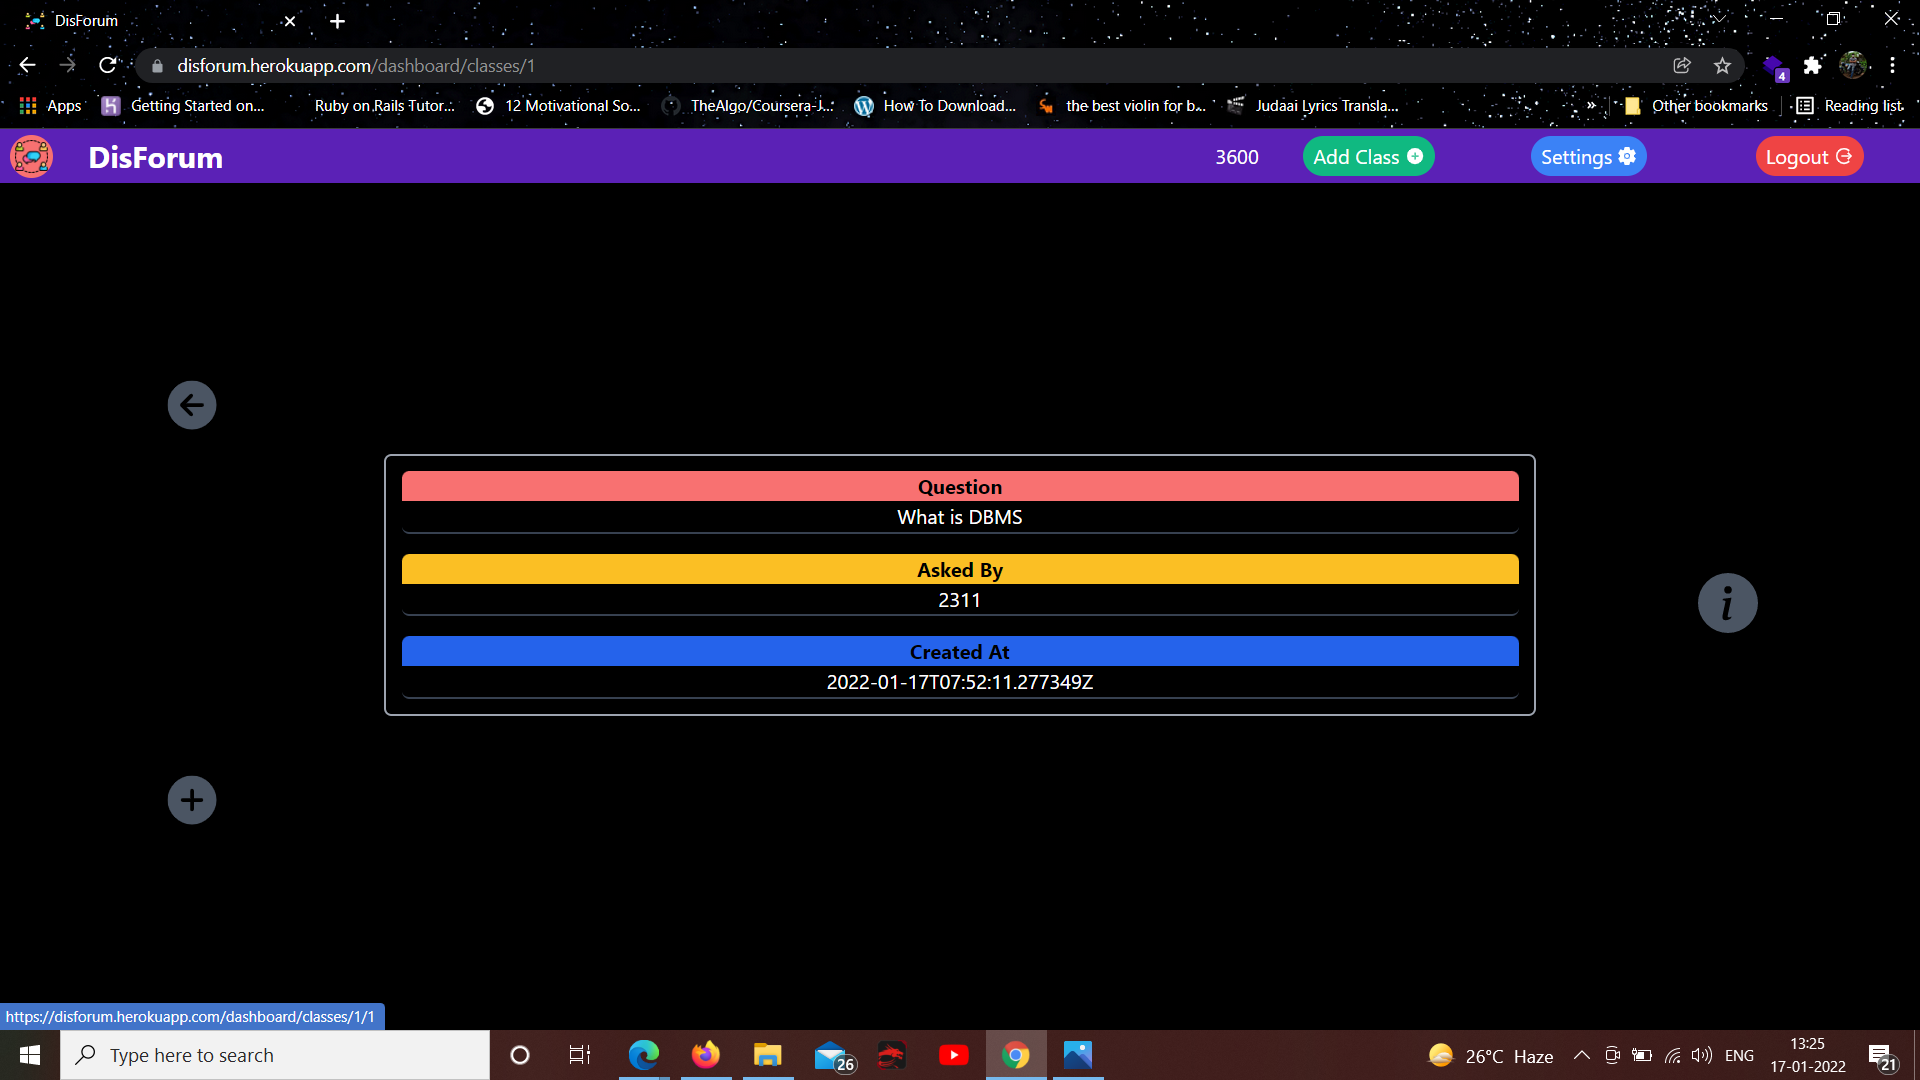 DisForum
disforum.herokuapp.com/dashboard/classes/1
4
Apps Getting Started on... Ruby on Rails Tutor... 12 Motivational So... TheAlgo/Coursera-J... How To Download... the best violin for b... Judaai Lyrics Transla... » Other bookmarks Reading list
DisForum 3600 Add Class Settings Logout
Question
What is DBMS
Asked By
2311
i
Created At
2022-01-17T07:52:11.277349Z
https://disforum.herokuapp.com/dashboard/classes/1/1
Type here to search 26 26°C Haze ENG 13:25
17-01-2022 21